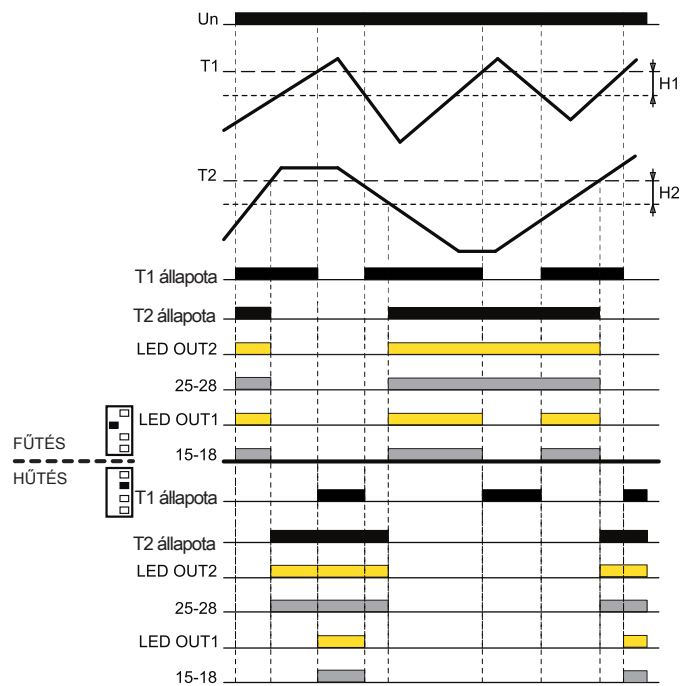 Un
T1
H1
T2
H2
T1 állapota
T2 állapota
LED OUT2
25-28
LED OUT1
15-18
FŰTÉS
HŰTÉS
T1 állapota
T2 állapota
LED OUT2
25-28
LED OUT1
15-18